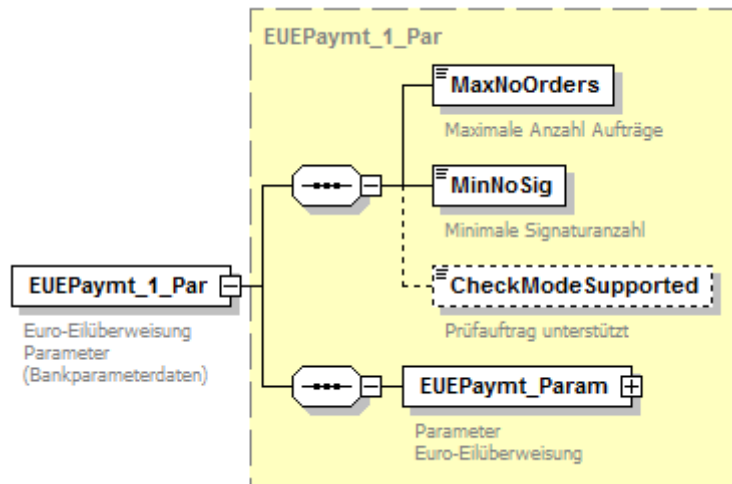 EUEPaymt_1_Par
MaxNoOrders
Maximale Anzahl Aufträge
MinNoSig
Minimale Signaturanzahl
EUEPaymt_1_Par
Euro-Eilüberweisung
Parameter
(Bankparameterdaten)
CheckModeSupported
Prüfauftrag unterstützt
EUEPaymt_Param
Parameter
Euro-Eilüberweisung